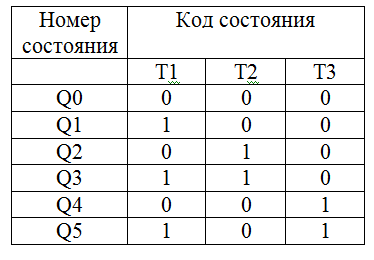 Номер состояния Код состояния
T1 T2 T3
Q0 0 0 0
Q1 1 0 0
Q2 0 1 0
Q3 1 1 0
Q4 0 0 1
Q5 1 0 1